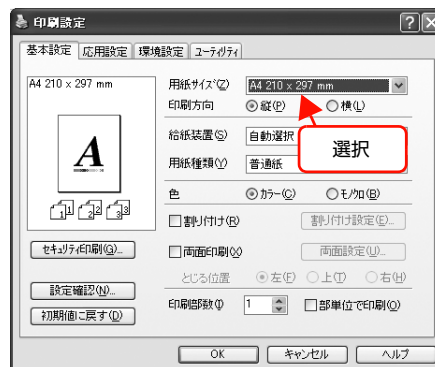 印刷設定
基本設定 応用設定 環境設定 ユーティリティ
A4 210 x 297 mm
A
1 1 2 2 3 3
セキュリティ印刷(G)...
設定確認(N)...
初期値に戻す(D)
用紙サイズ(Z) A4 210 x 297 mm
印刷方向 縦(P) 横(L)
給紙装置(S) 自動選択
選択
用紙種類(Y) 普通紙
色 カラー(C) モノクロ(B)
割り付け(R) 割り付け設定(E)...
両面印刷(X) 両面設定(U)...
とじる位置 左(F) 上(T) 右(H)
印刷部数(I) 1 部単位で印刷(O)
OK キャンセル ヘルプ